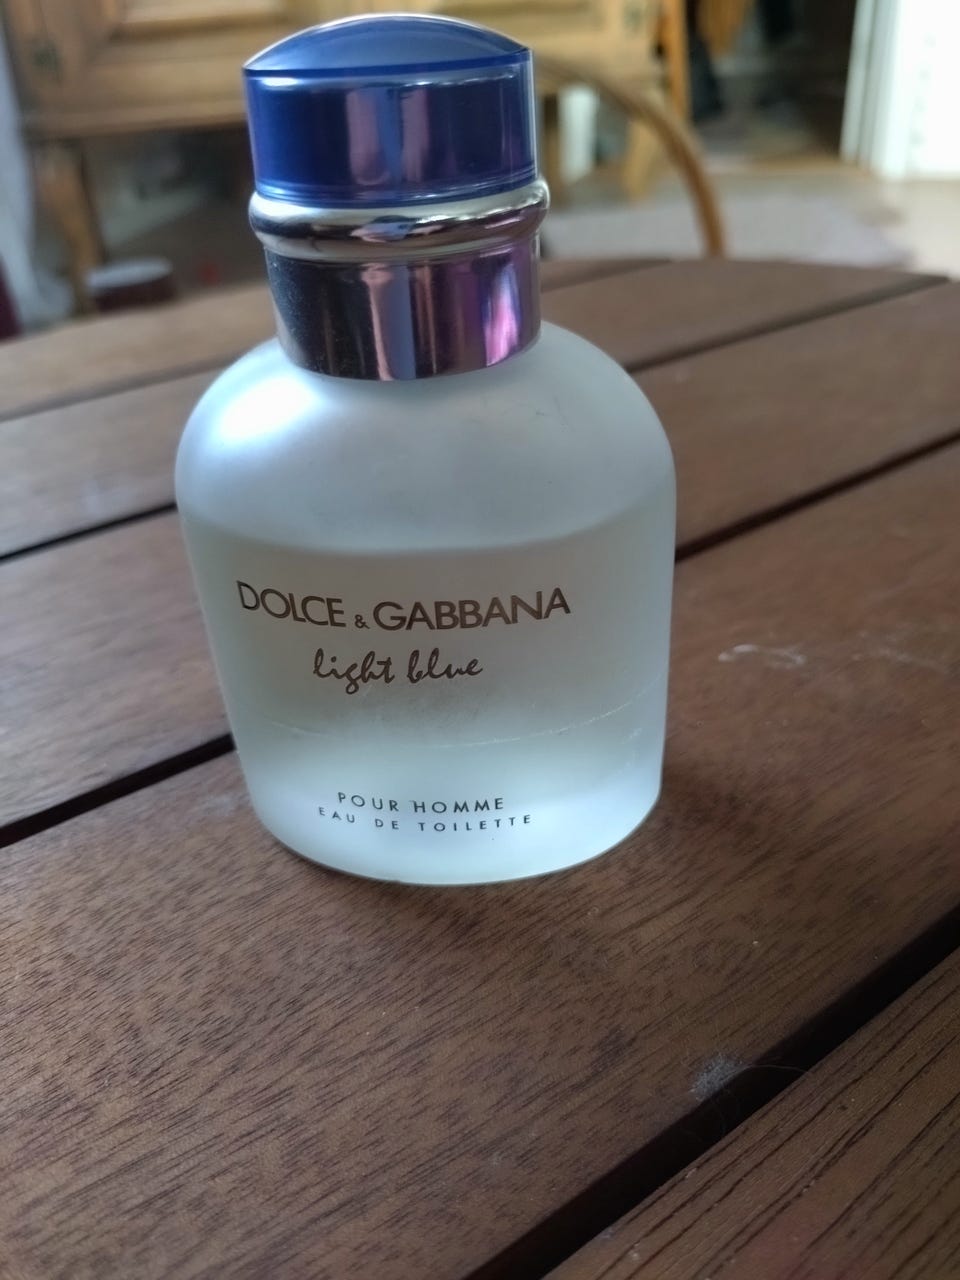 DOLCE & GABBANA
light blue
POUR HOMME
EAU DE TOILETTE